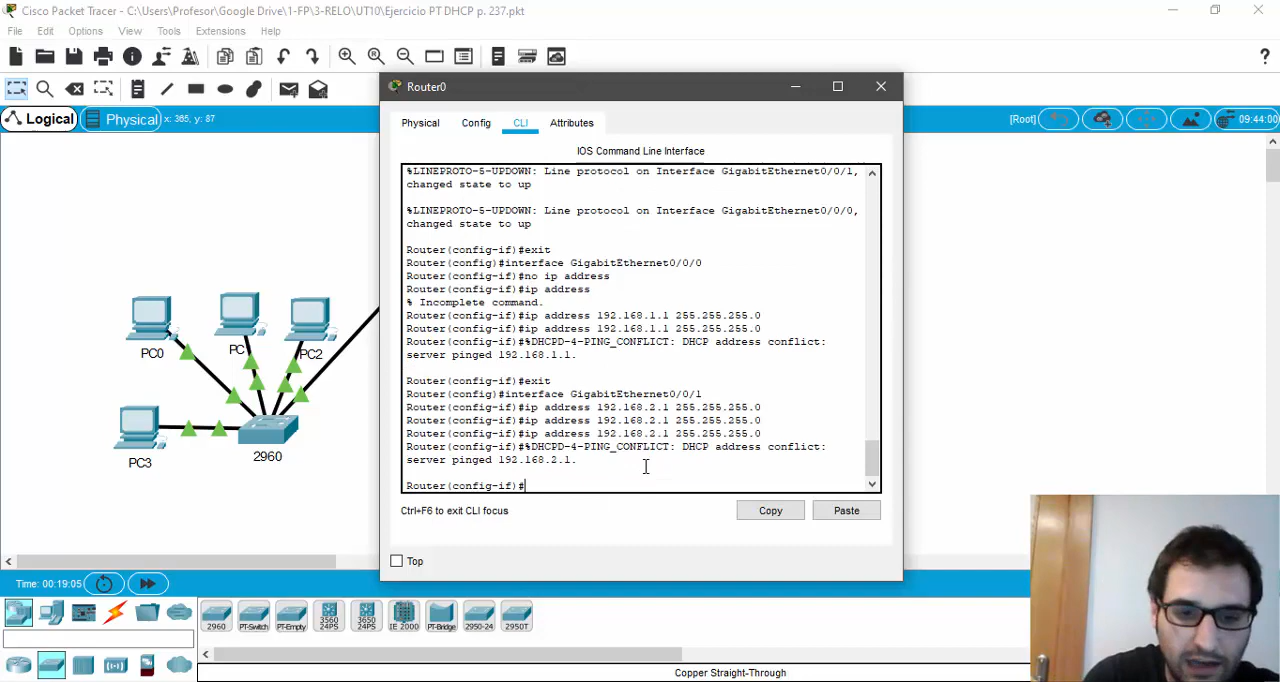 Cisco Packet Tracer - C:\Users\Profesor\Google Drive\1-FP\3-RELO\UT10\Ejercicio PT DHCP p. 237.pkt
File Edit Options View Tools Extensions Help
?
Logical Physical x: 365, y: 87 [Root] 09:44:00
Router0
Physical Config CLI Attributes
IOS Command Line Interface
%LINEPROTO-5-UPDOWN: Line protocol on Interface GigabitEthernet0/0/1,
changed state to up
%LINEPROTO-5-UPDOWN: Line protocol on Interface GigabitEthernet0/0/0,
changed state to up
Router(config-if)#exit
Router(config)#interface GigabitEthernet0/0/0
Router(config-if)#no ip address
Router(config-if)#ip address
% Incomplete command.
Router(config-if)#ip address 192.168.1.1 255.255.255.0
Router(config-if)#ip address 192.168.1.1 255.255.255.0
Router(config-if)#%DHCPD-4-PING_CONFLICT: DHCP address conflict:
server pinged 192.168.1.1.
Router(config-if)#exit
Router(config)#interface GigabitEthernet0/0/1
Router(config-if)#ip address 192.168.2.1 255.255.255.0
Router(config-if)#ip address 192.168.2.1 255.255.255.0
Router(config-if)#ip address 192.168.2.1 255.255.255.0
Router(config-if)#%DHCPD-4-PING_CONFLICT: DHCP address conflict:
server pinged 192.168.2.1.
Router(config-if)#
Ctrl+F6 to exit CLI focus
Copy Paste
Top
PC0
PC
PC2
PC3
2960
Time: 00:19:05
2960 PT-Switch PT-Empty 3560 24PS 3650 24PS IE 2000 PT-Bridge 2950-24 2950T
Copper Straight-Through